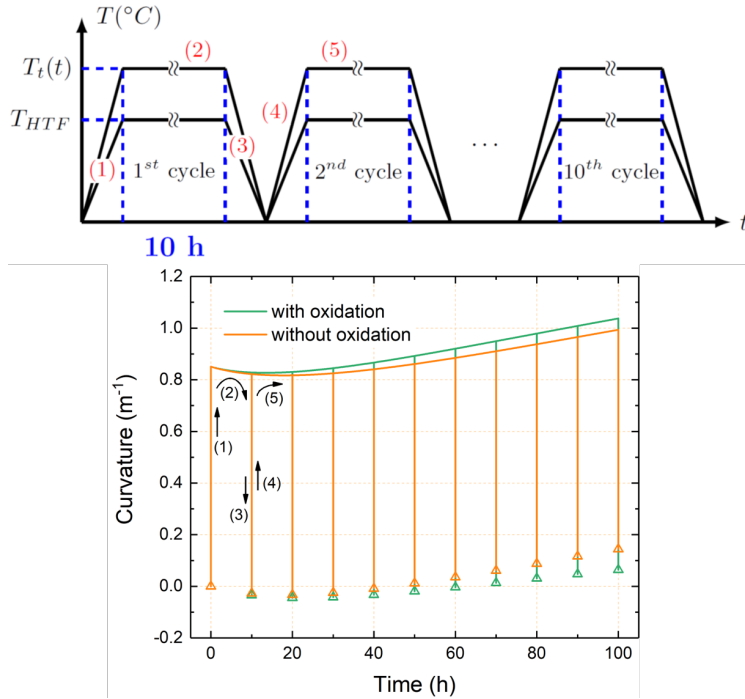 T(°C)
(2)
(5)
T_t(t)
T_HTF
(4)
(1)
(3)
1^st cycle
2^nd cycle
...
10^th cycle
t
10 h
1.2
1.0
0.8
0.6
0.4
0.2
0.0
-0.2
Curvature (m⁻¹)
with oxidation
without oxidation
(2)
(5)
(1)
(4)
(3)
0
20
40
60
80
100
Time (h)